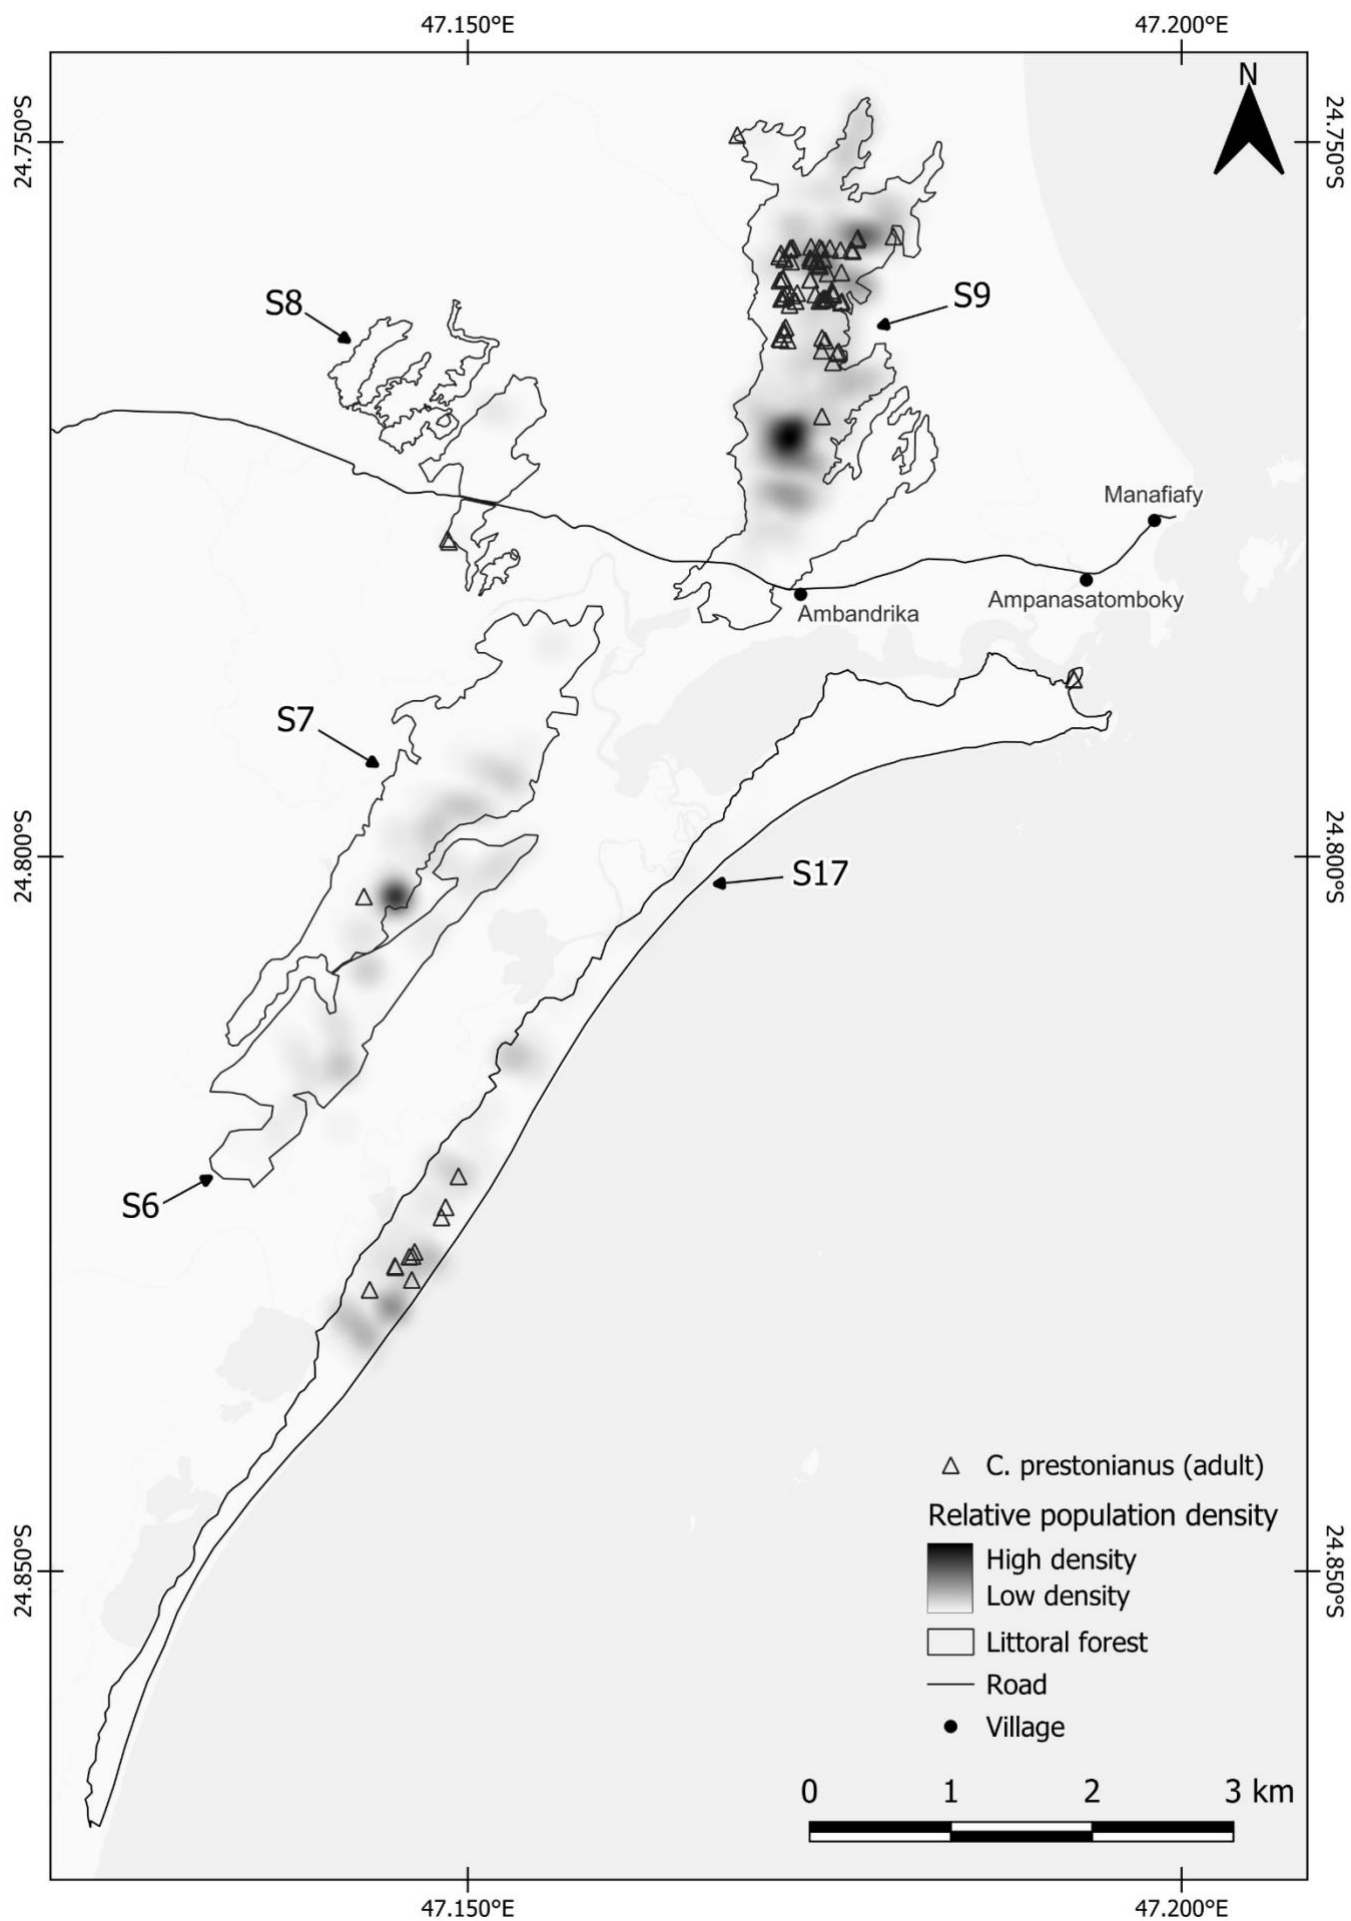 47.150°E
47.200°E
24.750°S
N
24.750°S
S8
S9
Manafiafy
Ampanasatomboky
Ambandrika
S7
24.800°S
24.800°S
S17
S6
C. prestonianus (adult)
Relative population density
High density
Low density
24.850°S
24.850°S
Littoral forest
Road
Village
0 1 2 3 km
47.150°E
47.200°E